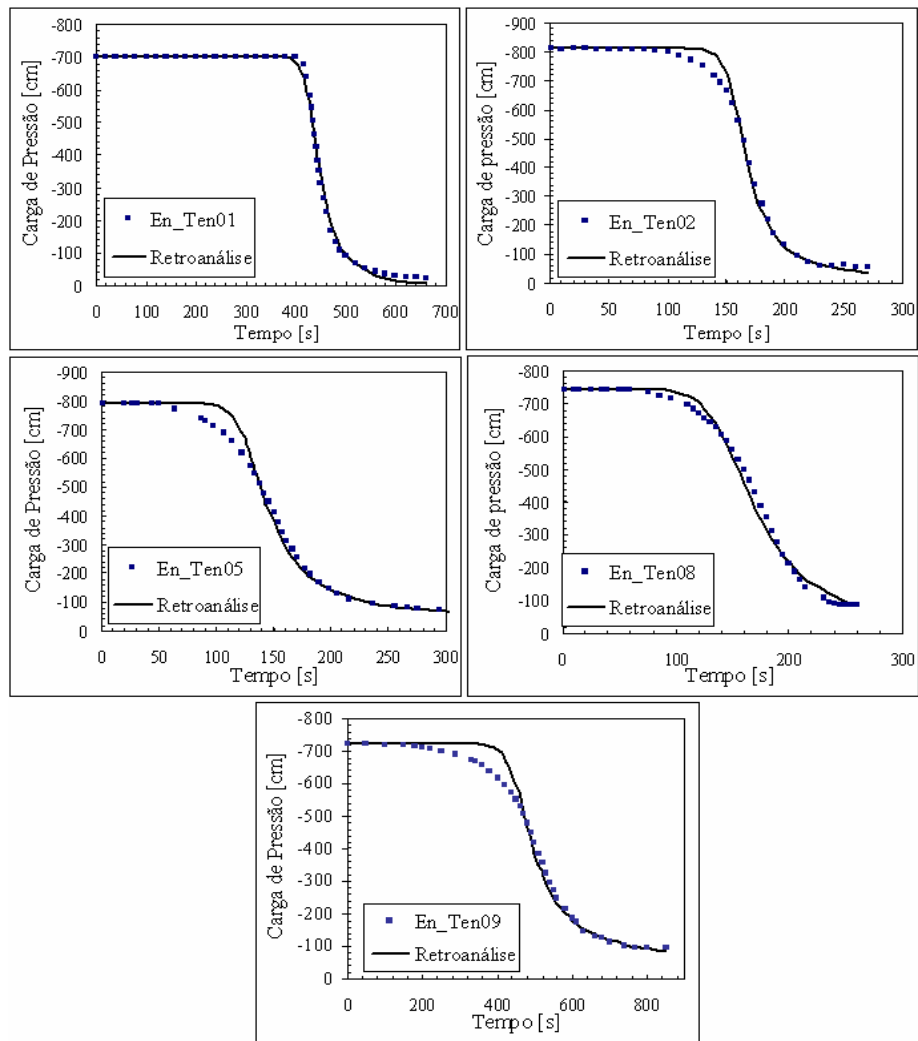 -800
-700
-600
-500
-400
-300
-200
-100
0
Carga de Pressão [cm]
En_Ten01
Retroanálise
0 100 200 300 400 500 600 700
Tempo [s]
-900
-800
-700
-600
-500
-400
-300
-200
-100
0
Carga de pressão [cm]
En_Ten02
Retroanálise
0 50 100 150 200 250 300
Tempo [s]
-900
-800
-700
-600
-500
-400
-300
-200
-100
0
Carga de Pressão [cm]
En_Ten05
Retroanálise
0 50 100 150 200 250 300
Tempo [s]
-800
-700
-600
-500
-400
-300
-200
-100
0
Carga de pressão [cm]
En_Ten08
Retroanálise
0 100 200 300
Tempo [s]
-800
-700
-600
-500
-400
-300
-200
-100
0
Carga de Pressão [cm]
En_Ten09
Retroanálise
0 200 400 600 800
Tempo [s]